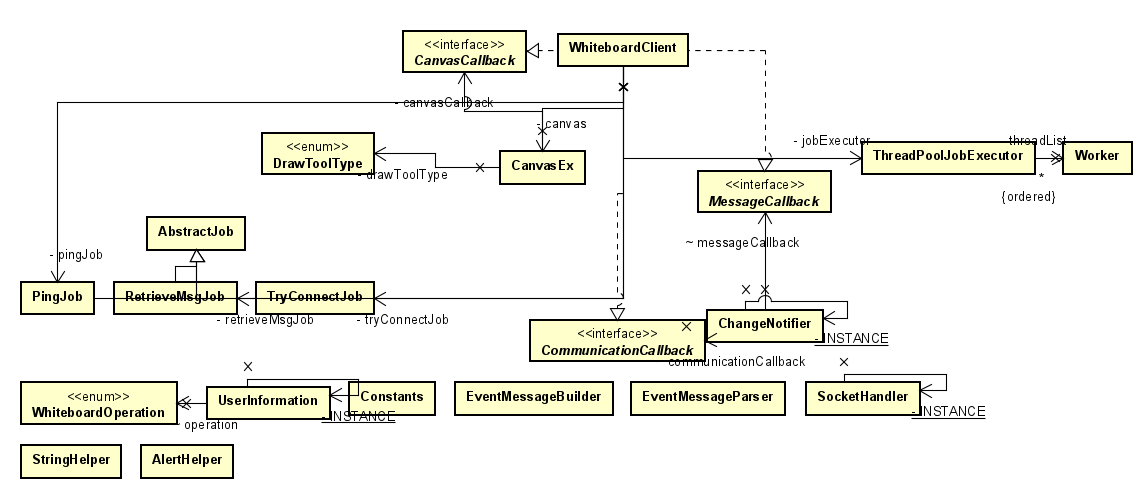 <<interface>>
CanvasCallback
WhiteboardClient
- canvasCallback
- canvas
<<enum>>
DrawToolType
- drawToolType
CanvasEx
- jobExecutor
ThreadPoolJobExecutor
threadList
Worker
*
{ordered}
<<interface>>
MessageCallback
~ messageCallback
AbstractJob
- pingJob
PingJob
RetrieveMsgJob
TryConnectJob
- retrieveMsgJob
- tryConnectJob
<<interface>>
CommunicationCallback
ChangeNotifier
- INSTANCE
communicationCallback
<<enum>>
WhiteboardOperation
~ operation
UserInformation
- INSTANCE
Constants
EventMessageBuilder
EventMessageParser
SocketHandler
- INSTANCE
StringHelper
AlertHelper